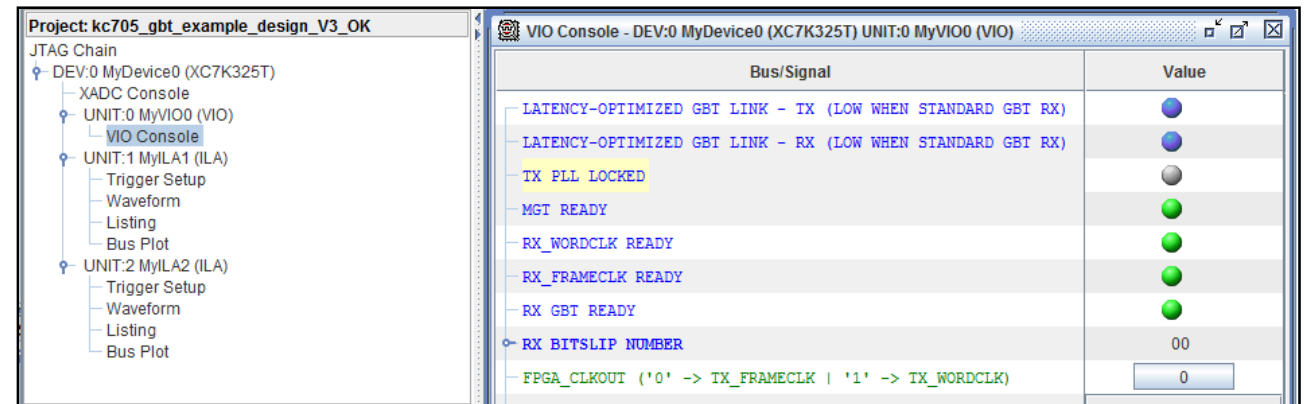 Project: kc705_gbt_example_design_V3_OK
JTAG Chain
DEV:0 MyDevice0 (XC7K325T)
XADC Console
UNIT:0 MyVIO0 (VIO)
VIO Console
UNIT:1 MyILA1 (ILA)
Trigger Setup
Waveform
Listing
Bus Plot
UNIT:2 MyILA2 (ILA)
Trigger Setup
Waveform
Listing
Bus Plot
VIO Console - DEV:0 MyDevice0 (XC7K325T) UNIT:0 MyVIO0 (VIO)
Bus/Signal Value
LATENCY-OPTIMIZED GBT LINK - TX (LOW WHEN STANDARD GBT RX)
LATENCY-OPTIMIZED GBT LINK - RX (LOW WHEN STANDARD GBT RX)
TX PLL LOCKED
MGT READY
RX_WORDCLK READY
RX_FRAMECLK READY
RX GBT READY
RX BITSLIP NUMBER 00
FPGA_CLKOUT ('0' -> TX_FRAMECLK | '1' -> TX_WORDCLK) 0